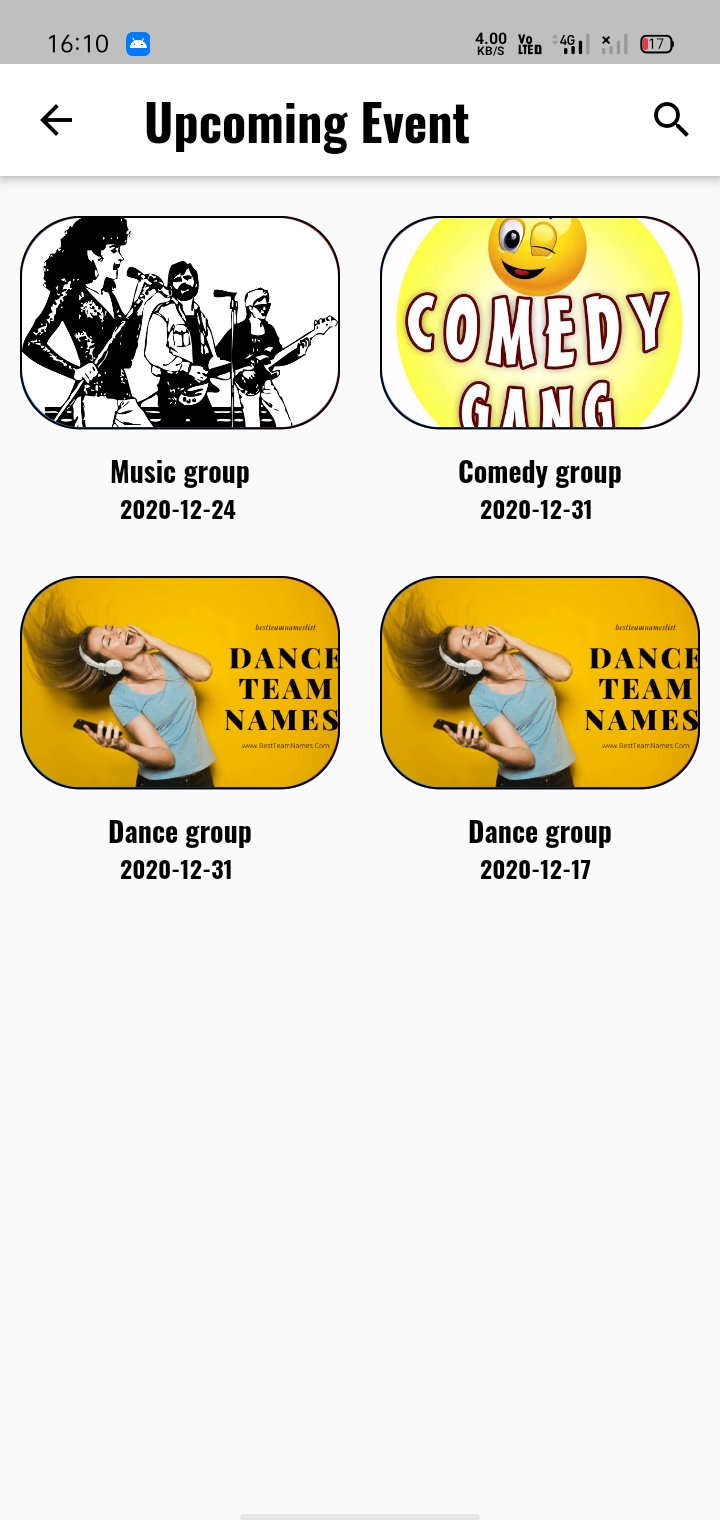 16:10
4.00 KB/S
Vo LTE D
4G
17
Upcoming Event
COMEDY
GANG
Music group
2020-12-24
Comedy group
2020-12-31
bestteamnameslist
DANCE
TEAM
NAMES
www.BestTeamNames.Com
bestteamnameslist
DANCE
TEAM
NAMES
www.BestTeamNames.Com
Dance group
2020-12-31
Dance group
2020-12-17